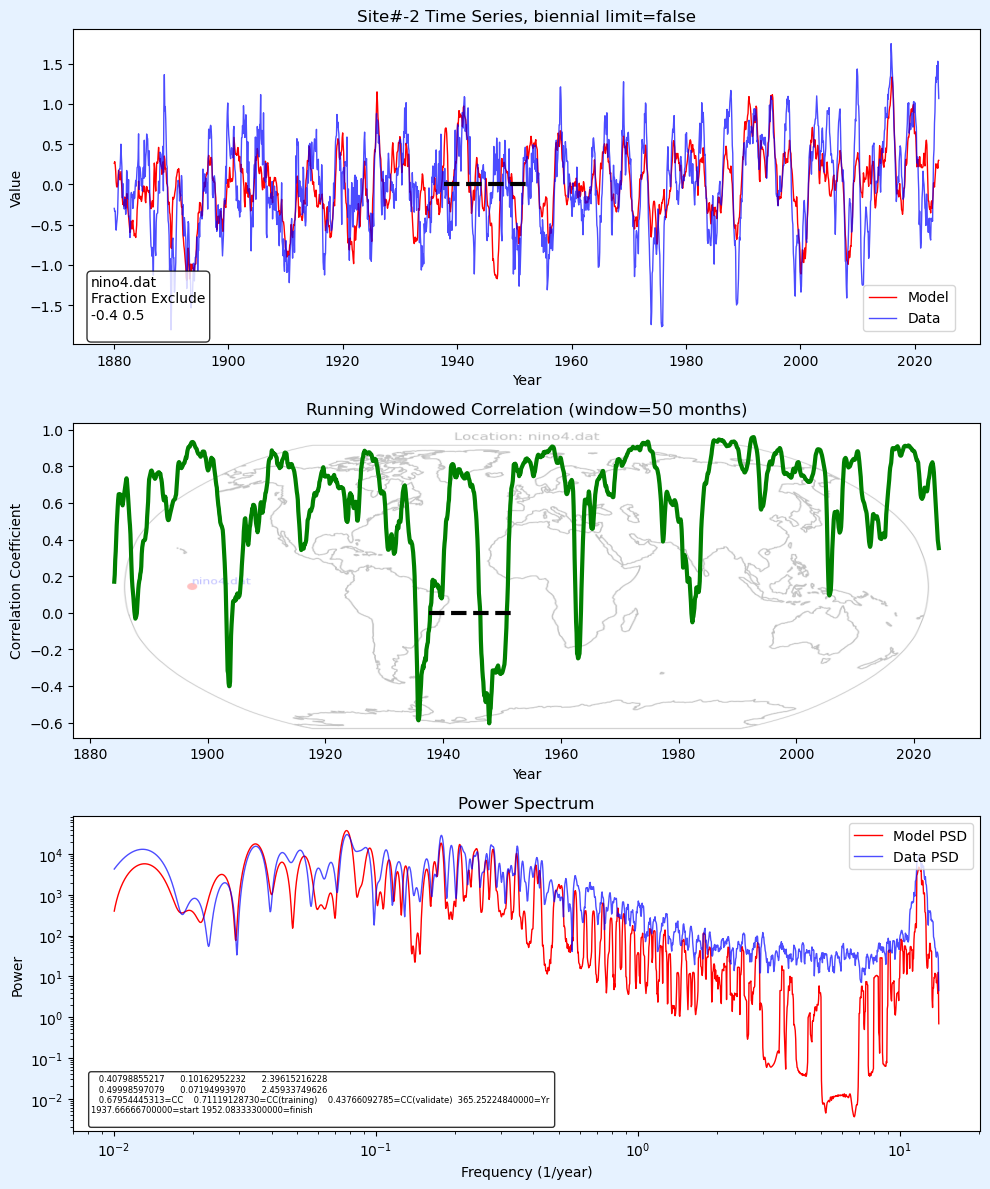 Site#-2 Time Series, biennial limit=false
1.5
1.0
0.5
0.0
−0.5
−1.0
−1.5
Value
nino4.dat
Fraction Exclude
-0.4 0.5
Model
Data
1880 1900 1920 1940 1960 1980 2000 2020
Year
Running Windowed Correlation (window=50 months)
Location: nino4.dat
1.0
0.8
0.6
0.4
0.2
0.0
−0.2
−0.4
−0.6
Correlation Coefficient
nino4.dat
1880 1900 1920 1940 1960 1980 2000 2020
Year
Power Spectrum
Model PSD
Data PSD
10⁴
10³
10²
10¹
10⁰
10⁻¹
10⁻²
Power
0.40798855217 0.10162952232 2.39615216228
0.49998597079 0.07194993970 2.45933749626
0.67954445313=CC 0.71119128730=CC(training) 0.43766092785=CC(validate) 365.25224840000=Yr
1937.66666700000=start 1952.08333300000=finish
10⁻² 10⁻¹ 10⁰ 10¹
Frequency (1/year)